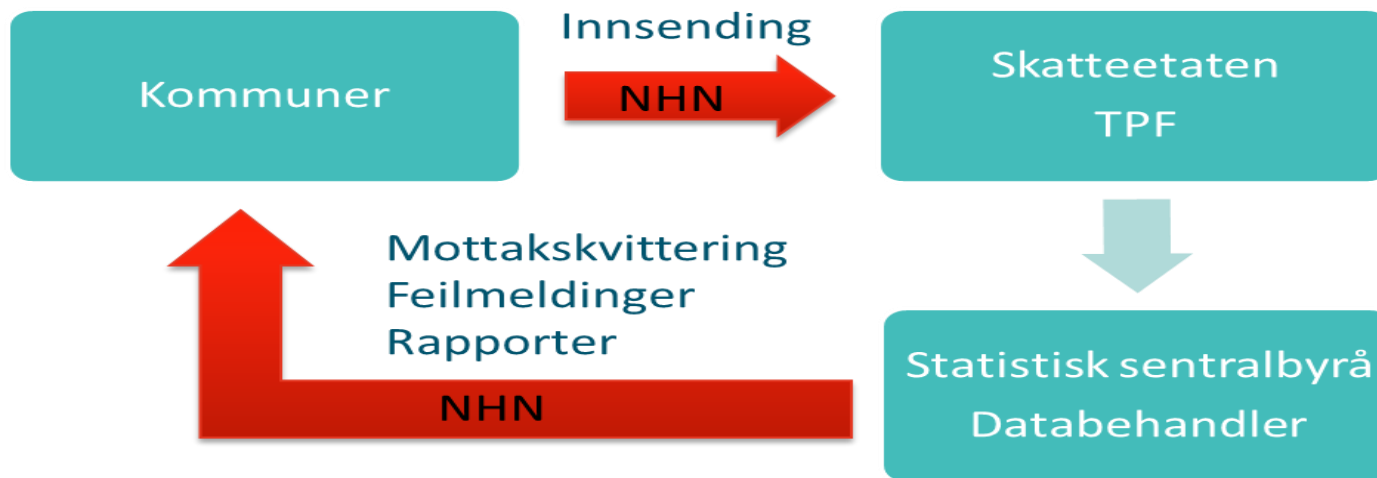 Kommuner
Innsending
NHN
Skatteetaten
TPF
Mottakskvittering
Feilmeldinger
Rapporter
NHN
Statistisk sentralbyrå
Databehandler